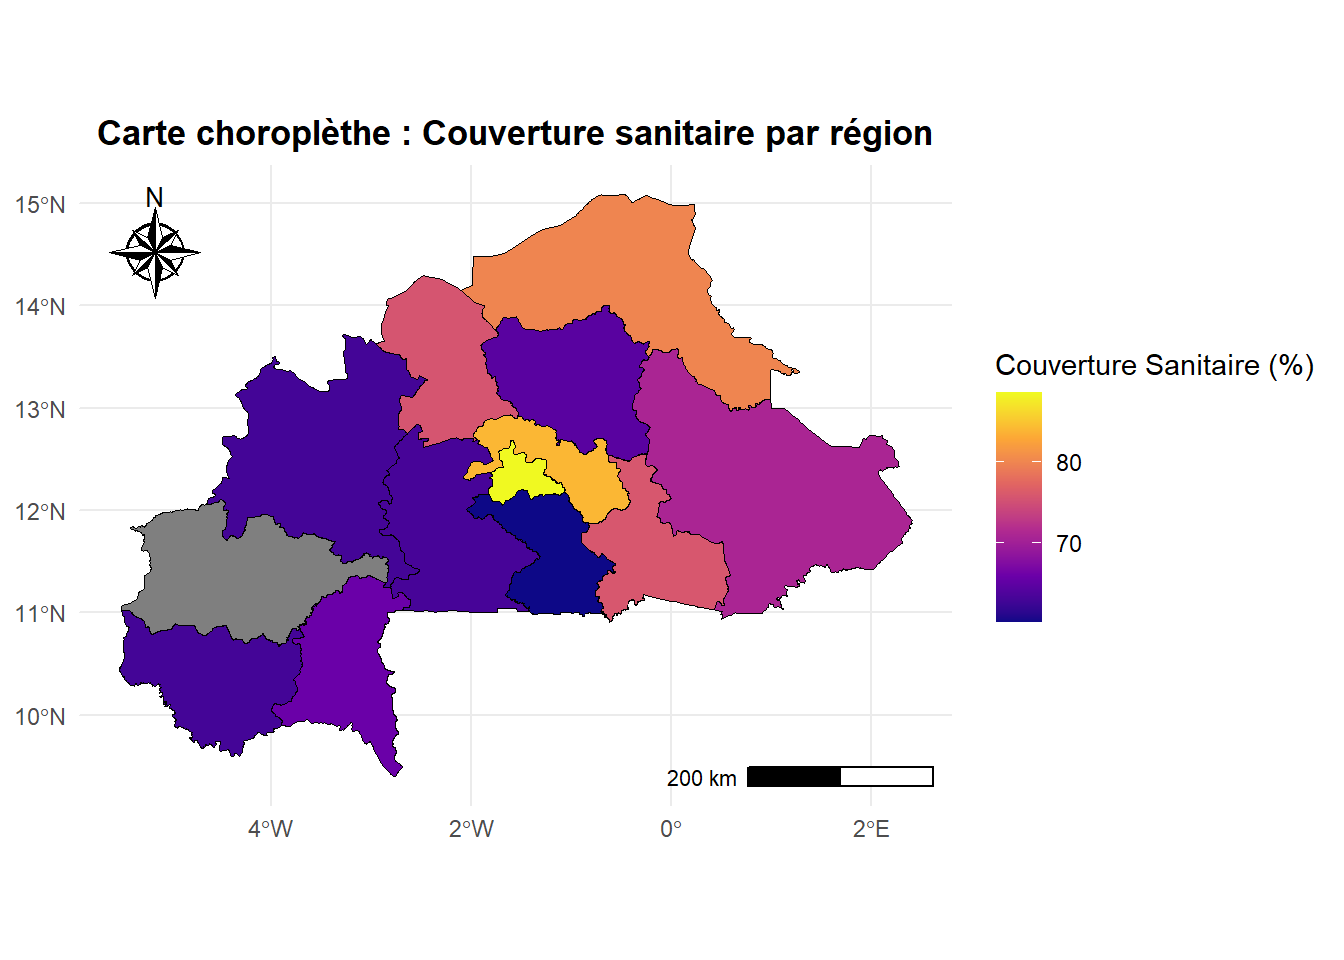 Carte choroplèthe : Couverture sanitaire par région
N
15°N
14°N
13°N
12°N
11°N
10°N
4°W
2°W
0°
2°E
200 km
Couverture Sanitaire (%)
80
70